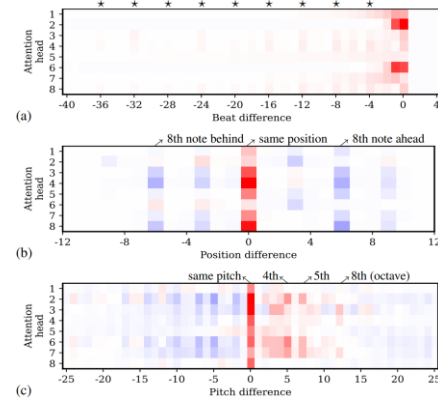 ★ ★ ★ ★ ★ ★ ★ ★ ★
Attention head
1
2
3
4
5
6
7
8
-40 -36 -32 -28 -24 -20 -16 -12 -8 -4 0 4
(a) Beat difference
8th note behind same position 8th note ahead
Attention head
1
2
3
4
5
6
7
8
-12 -8 -4 0 4 8 12
(b) Position difference
same pitch 4th 5th 8th (octave)
Attention head
1
2
3
4
5
6
7
8
-25 -20 -15 -10 -5 0 5 10 15 20 25
(c) Pitch difference